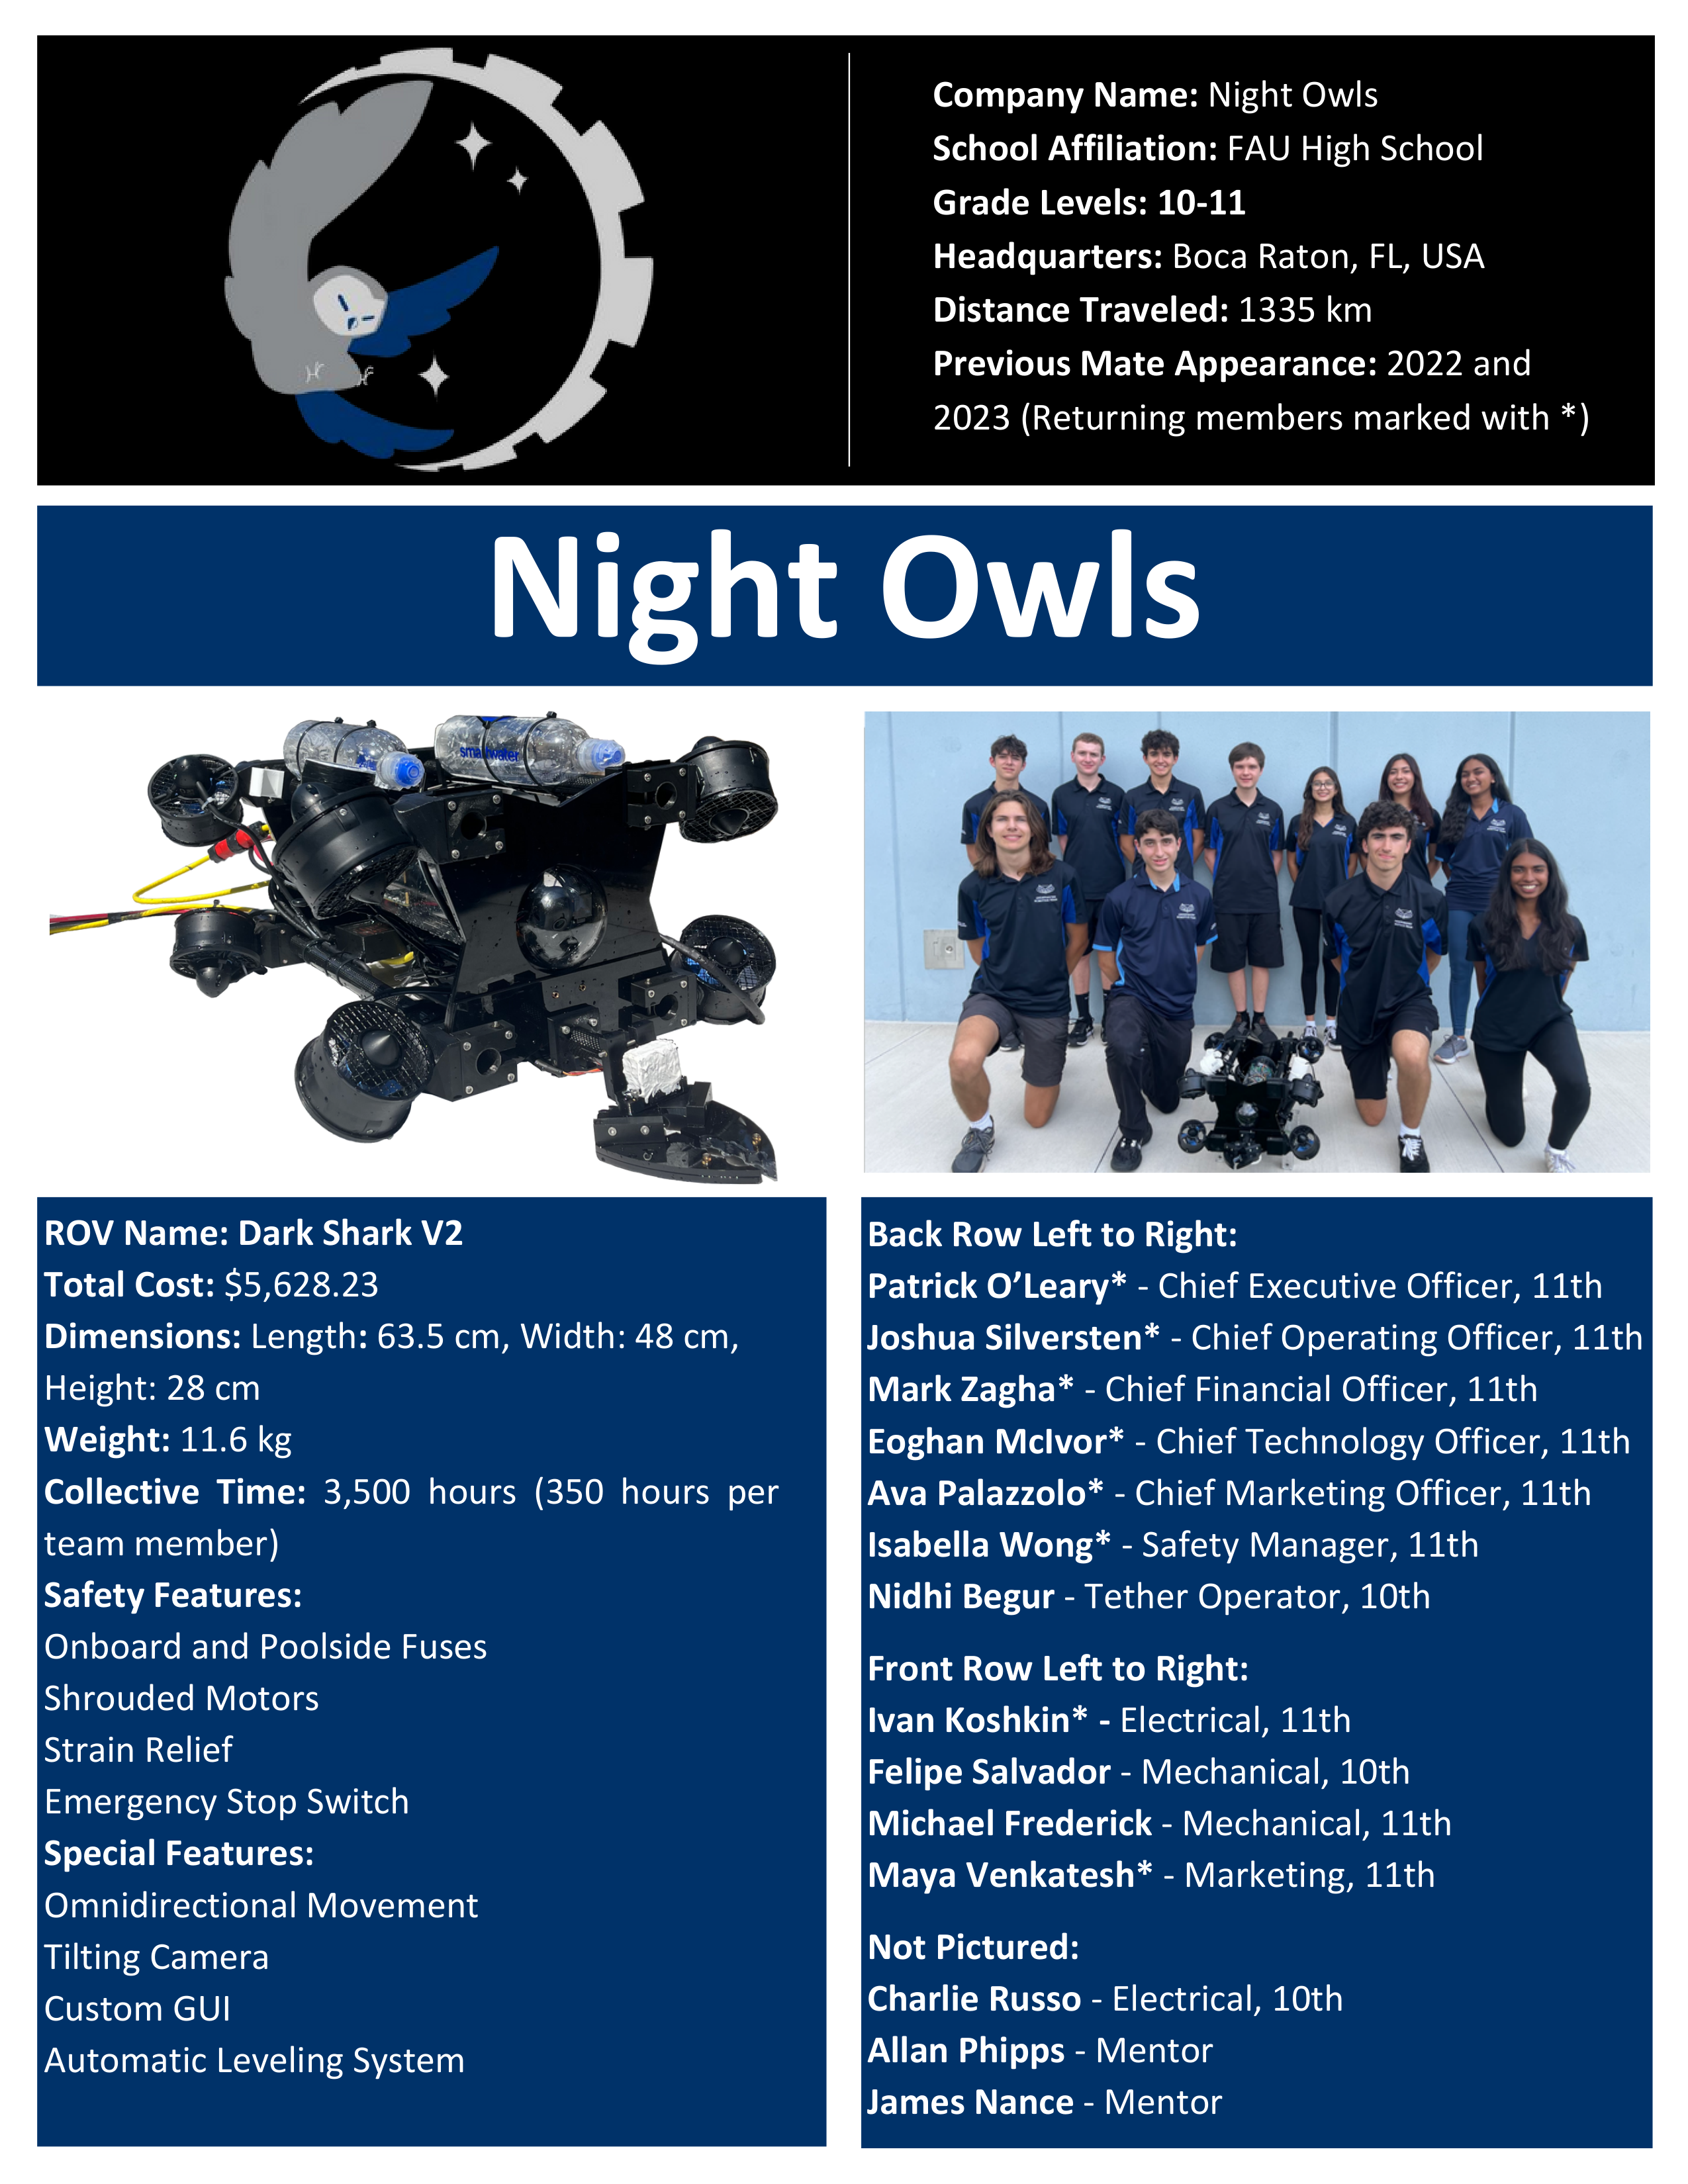 Company Name: Night Owls
School Affiliation: FAU High School
Grade Levels: 10-11
Headquarters: Boca Raton, FL, USA
Distance Traveled: 1335 km
Previous Mate Appearance: 2022 and
2023 (Returning members marked with *)
Night Owls
smartwater
ROV Name: Dark Shark V2
Total Cost: $5,628.23
Dimensions: Length: 63.5 cm, Width: 48 cm,
Height: 28 cm
Weight: 11.6 kg
Collective Time: 3,500 hours (350 hours per
team member)
Safety Features:
Onboard and Poolside Fuses
Shrouded Motors
Strain Relief
Emergency Stop Switch
Special Features:
Omnidirectional Movement
Tilting Camera
Custom GUI
Automatic Leveling System
Back Row Left to Right:
Patrick O’Leary* - Chief Executive Officer, 11th
Joshua Silversten* - Chief Operating Officer, 11th
Mark Zagha* - Chief Financial Officer, 11th
Eoghan McIvor* - Chief Technology Officer, 11th
Ava Palazzolo* - Chief Marketing Officer, 11th
Isabella Wong* - Safety Manager, 11th
Nidhi Begur - Tether Operator, 10th
Front Row Left to Right:
Ivan Koshkin* - Electrical, 11th
Felipe Salvador - Mechanical, 10th
Michael Frederick - Mechanical, 11th
Maya Venkatesh* - Marketing, 11th
Not Pictured:
Charlie Russo - Electrical, 10th
Allan Phipps - Mentor
James Nance - Mentor